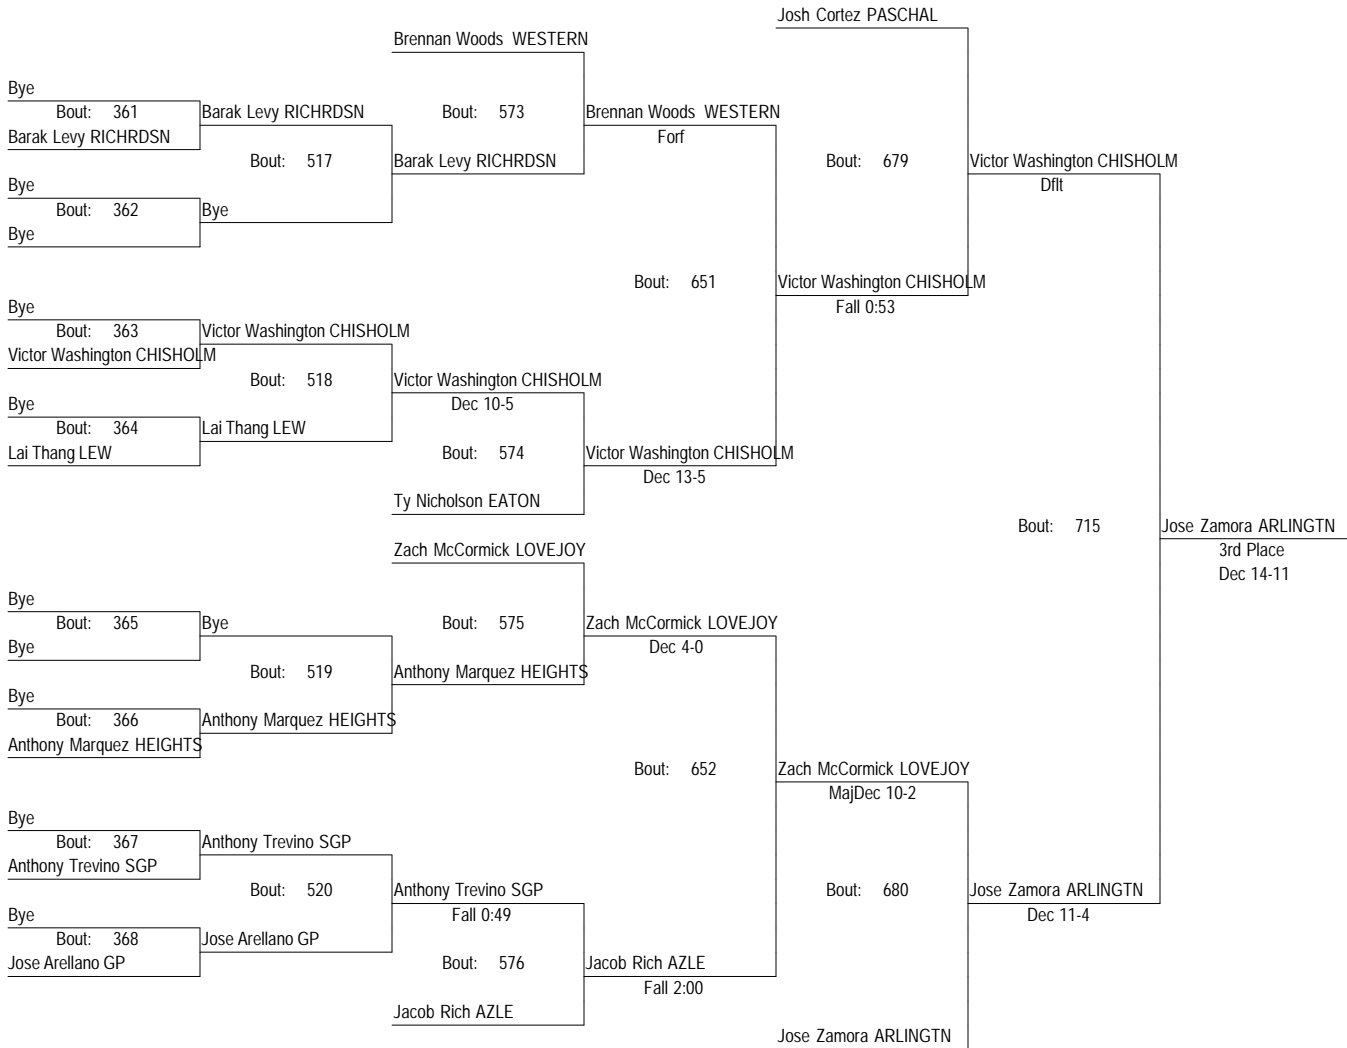 Josh Cortez PASCHAL
Brennan Woods  WESTERN
Bye
Bout: 361 Barak Levy RICHRDSN Bout: 573 Brennan Woods  WESTERN
Barak Levy RICHRDSN Forf
Bout: 517 Barak Levy RICHRDSN Bout: 679 Victor Washington CHISHOLM
Bye Dflt
Bout: 362 Bye
Bye
Bout: 651 Victor Washington CHISHOLM
Bye Fall 0:53
Bout: 363 Victor Washington CHISHOLM
Victor Washington CHISHOLM
Bout: 518 Victor Washington CHISHOLM
Bye Dec 10-5
Bout: 364 Lai Thang LEW
Lai Thang LEW Bout: 574 Victor Washington CHISHOLM
Dec 13-5
Ty Nicholson EATON
Bout: 715 Jose Zamora ARLINGTN
Zach McCormick LOVEJOY 3rd Place
Dec 14-11
Bye
Bout: 365 Bye Bout: 575 Zach McCormick LOVEJOY
Bye Dec 4-0
Bout: 519 Anthony Marquez HEIGHTS
Bye
Bout: 366 Anthony Marquez HEIGHTS
Anthony Marquez HEIGHTS
Bout: 652 Zach McCormick LOVEJOY
MajDec 10-2
Bye
Bout: 367 Anthony Trevino SGP
Anthony Trevino SGP
Bout: 520 Anthony Trevino SGP Bout: 680 Jose Zamora ARLINGTN
Bye Fall 0:49 Dec 11-4
Bout: 368 Jose Arellano GP
Jose Arellano GP Bout: 576 Jacob Rich AZLE
Fall 2:00
Jacob Rich AZLE
Jose Zamora ARLINGTN